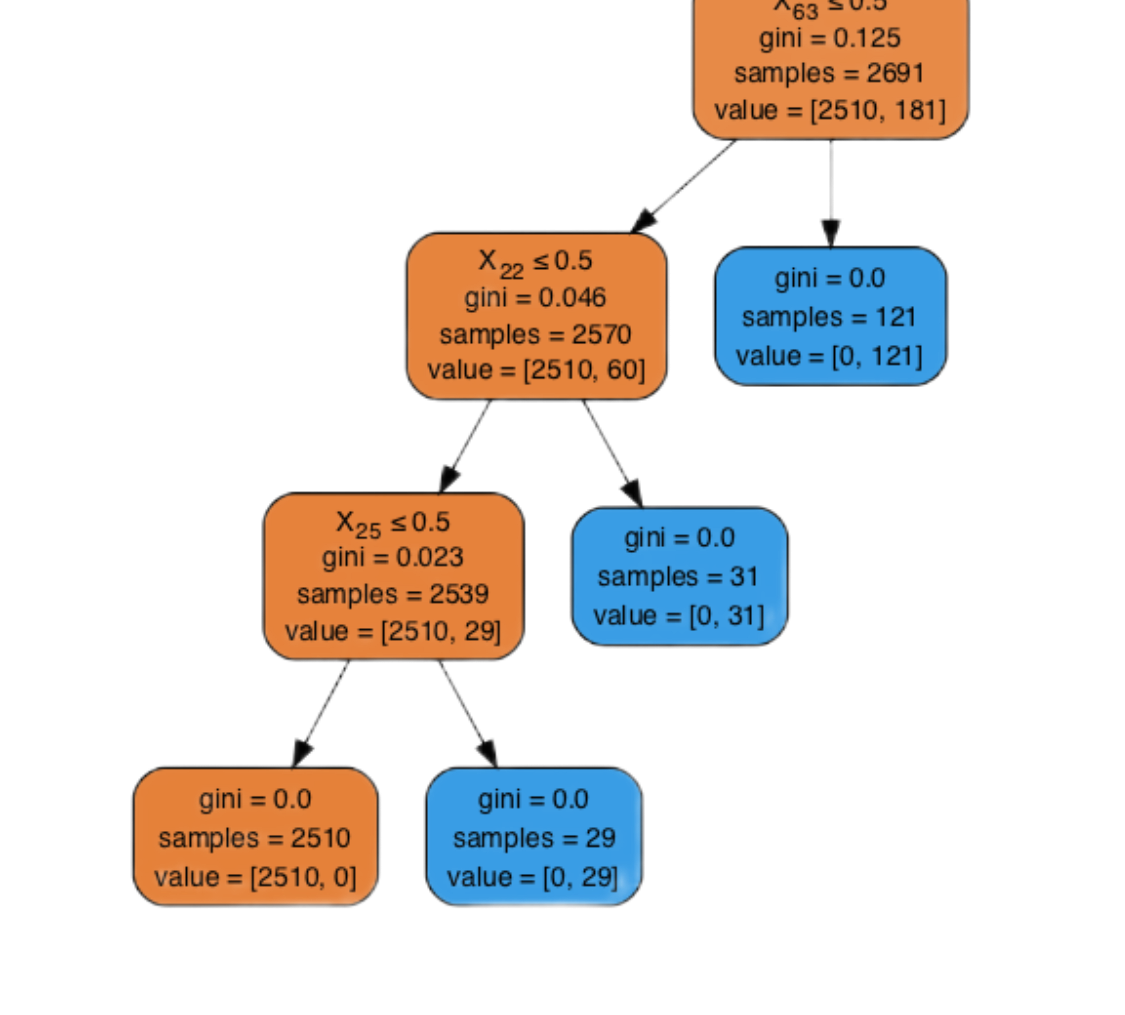 X63 ≤ 0.5
gini = 0.125
samples = 2691
value = [2510, 181]
X22 ≤ 0.5
gini = 0.046
samples = 2570
value = [2510, 60]
gini = 0.0
samples = 121
value = [0, 121]
X25 ≤ 0.5
gini = 0.023
samples = 2539
value = [2510, 29]
gini = 0.0
samples = 31
value = [0, 31]
gini = 0.0
samples = 2510
value = [2510, 0]
gini = 0.0
samples = 29
value = [0, 29]